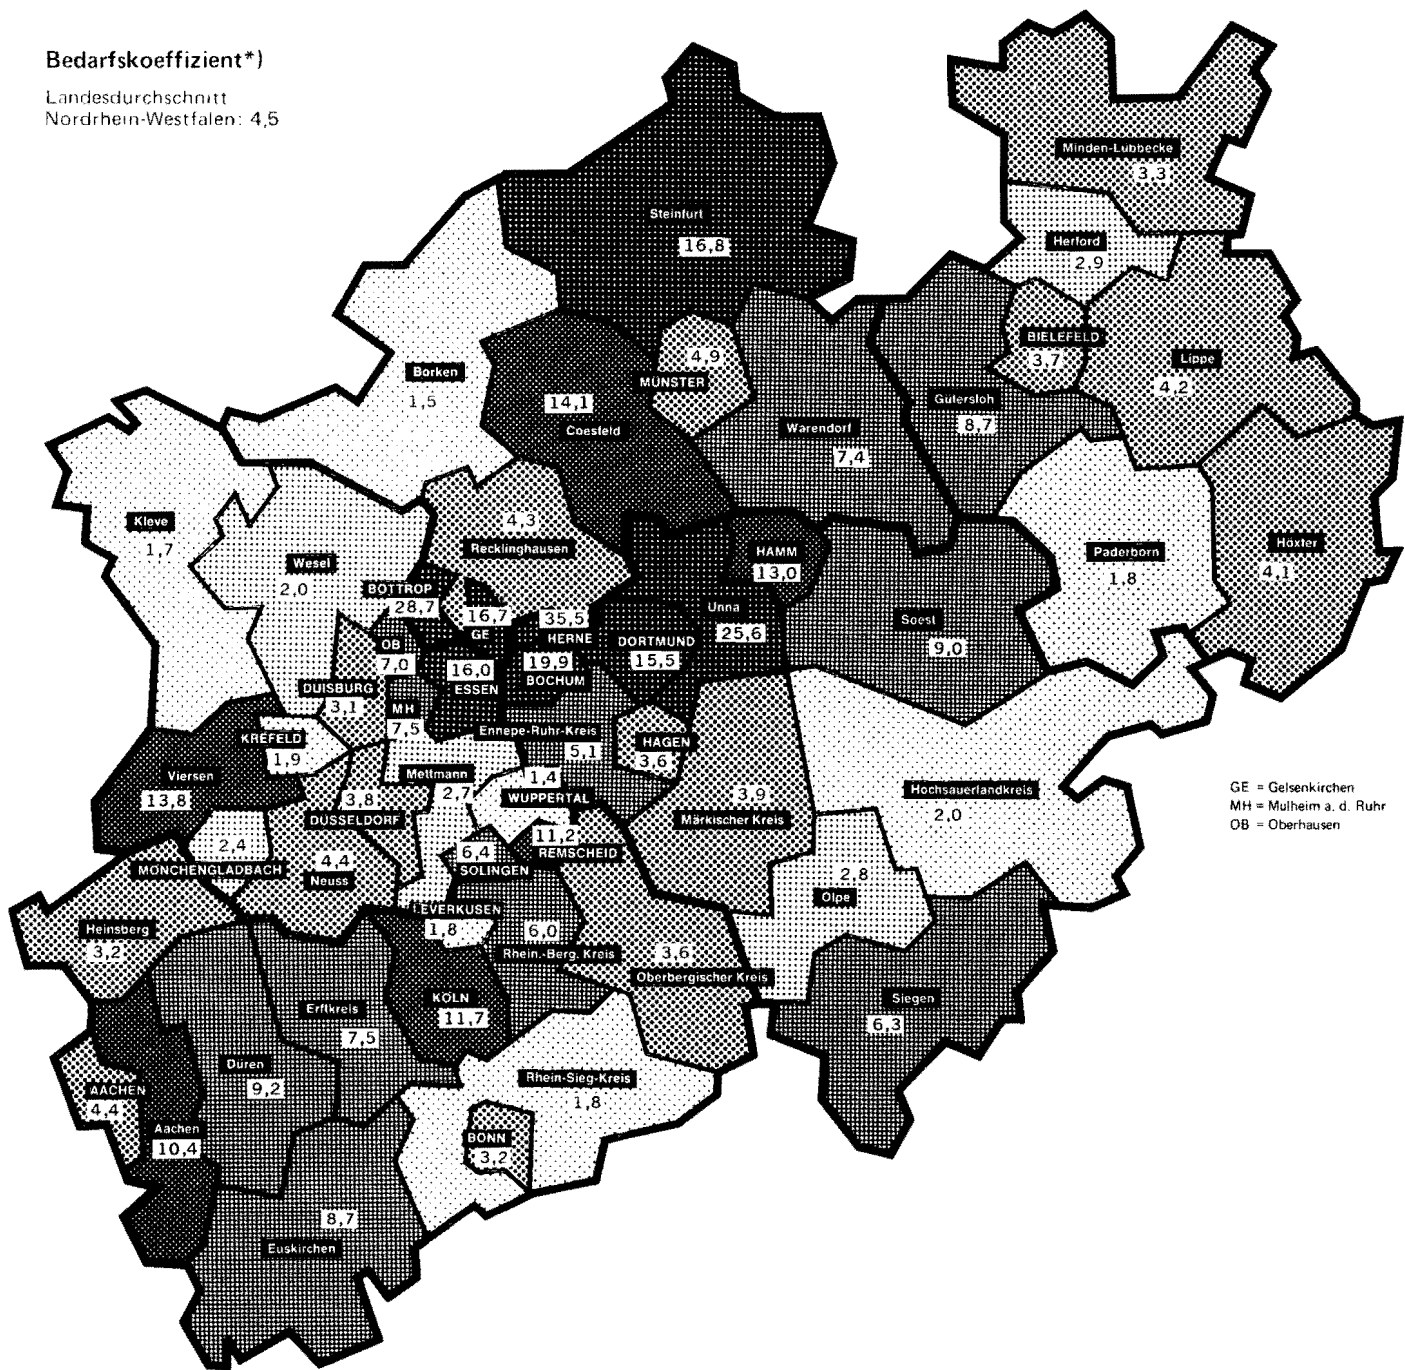 Bedarfskoeffizient*)
Landesdurchschnitt
Nordrhein-Westfalen: 4,5
Minden-Lübbecke
3,3
Steinfurt
16,8
Herford
2,9
BIELEFELD
3,7
Lippe
4,2
4,9
MÜNSTER
Borken
1,5
14,1
Coesfeld
Gütersloh
8,7
Warendorf
7,4
Kleve
1,7
4,3
Recklinghausen
Wesel
2,0
HAMM
13,0
Paderborn
1,8
Höxter
4,1
BOTTROP
28,7
16,7
GE
35,5
HERNE
Unna
25,6
Soest
9,0
OB
7,0
16,0
ESSEN
19,9
BOCHUM
DORTMUND
15,5
DUISBURG
3,1
MH
7,5
KREFELD
1,9
Ennepe-Ruhr-Kreis
5,1
HAGEN
3,6
Viersen
13,8
Mettmann
2,7
1,4
WUPPERTAL
3,8
DÜSSELDORF
3,9
Märkischer Kreis
Hochsauerlandkreis
2,0
GE = Gelsenkirchen
MH = Mülheim a. d. Ruhr
OB = Oberhausen
2,4
MÖNCHENGLADBACH
4,4
Neuss
6,4
SOLINGEN
11,2
REMSCHEID
2,8
Olpe
LEVERKUSEN
1,8
Heinsberg
3,2
6,0
Rhein.-Berg. Kreis
3,6
Oberbergischer Kreis
KÖLN
11,7
Erftkreis
7,5
Siegen
6,3
Düren
9,2
AACHEN
4,4
Rhein-Sieg-Kreis
1,8
Aachen
10,4
BONN
3,2
8,7
Euskirchen